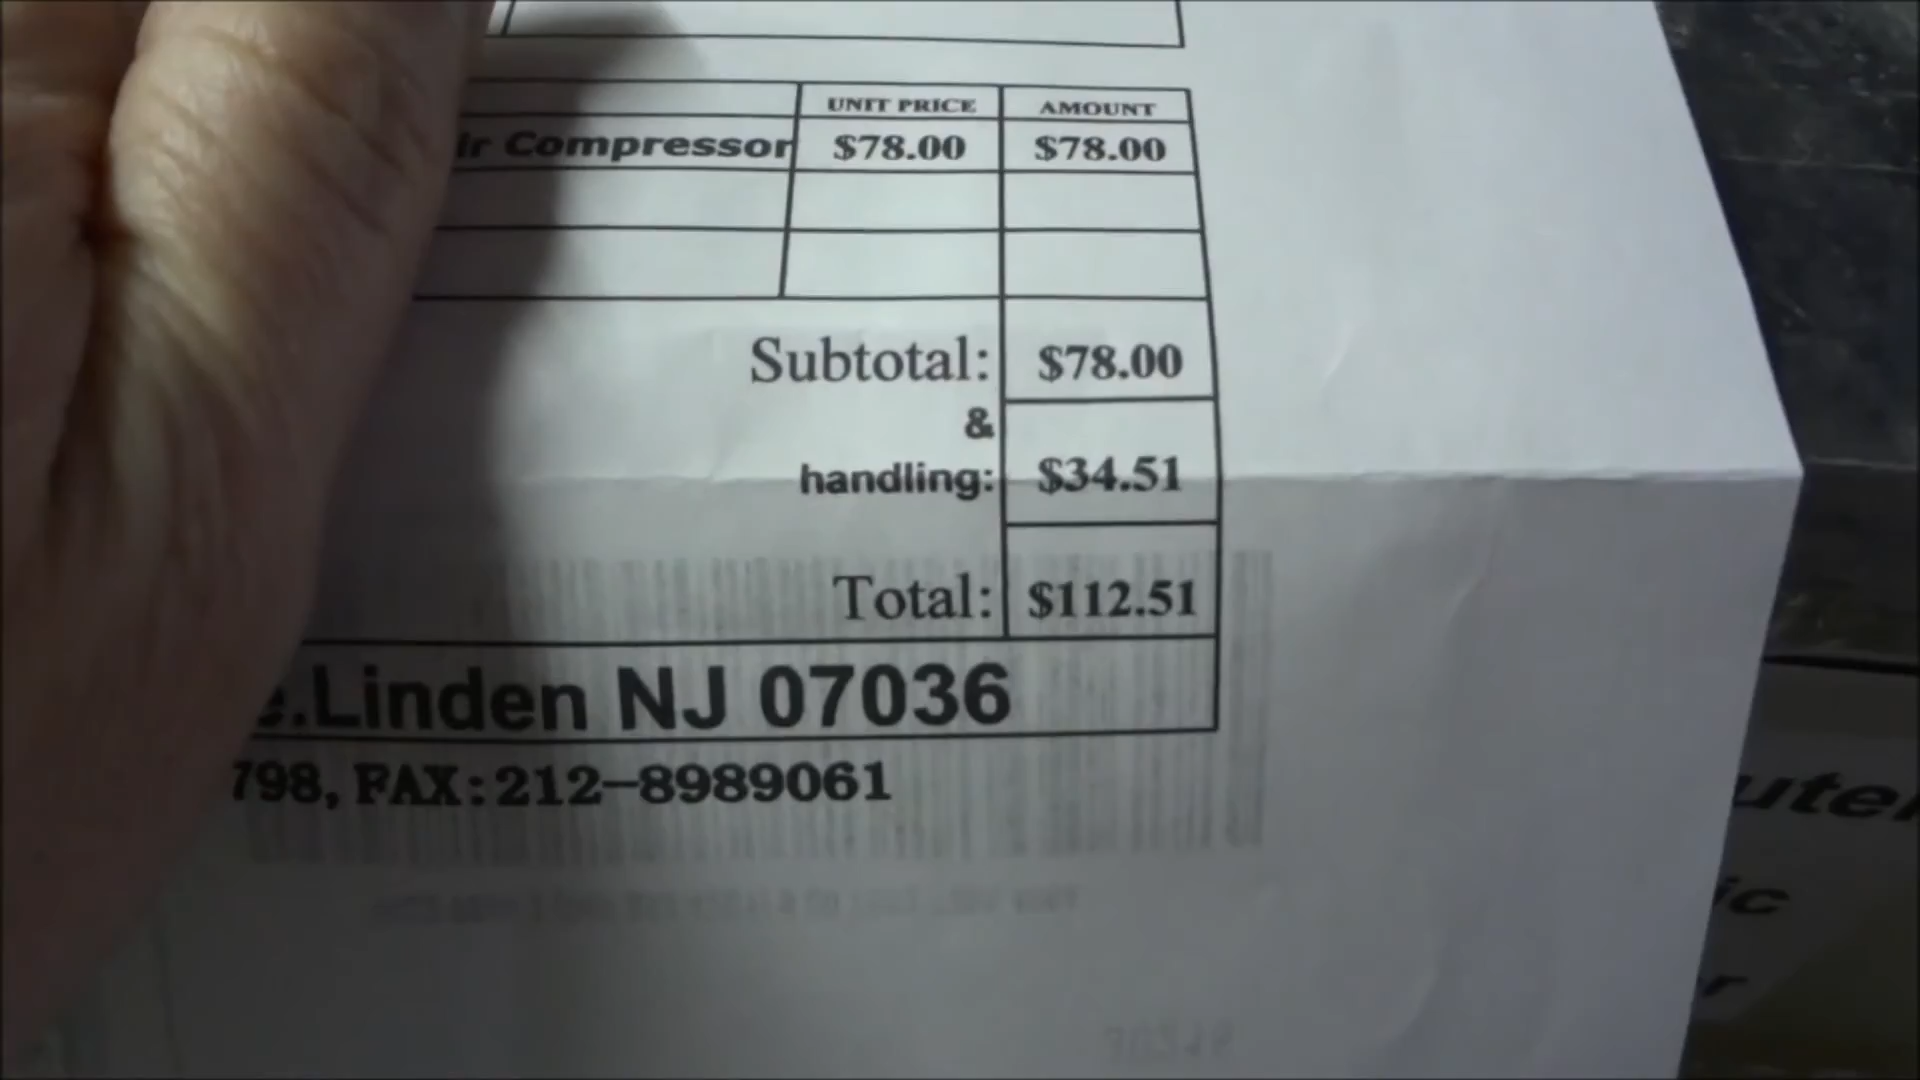 UNIT PRICE AMOUNT
Compressor $78.00 $78.00
Subtotal: $78.00
&
handling: $34.51
Total: $112.51
.Linden NJ 07036
798, FAX:212-8989061